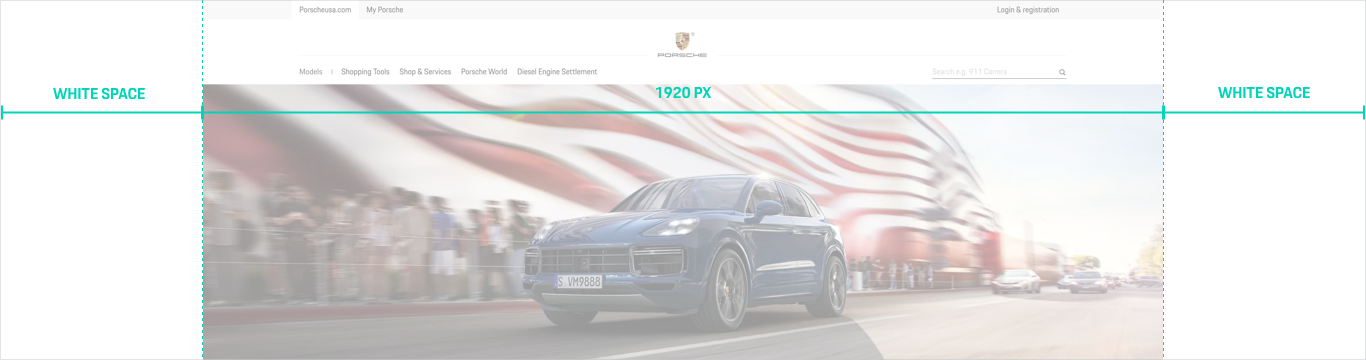 Porscheusa.com My Porsche Login & registration
PORSCHE
Models Shopping Tools Shop & Services Porsche World Diesel Engine Settlement Search e.g. 911 Carrera
WHITE SPACE 1920 PX WHITE SPACE
S VM9888